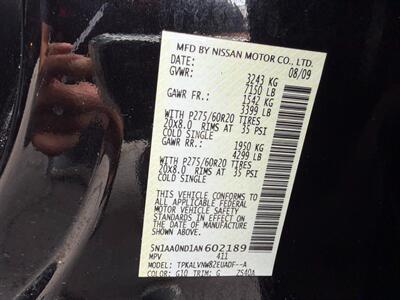 MFD BY NISSAN MOTOR CO., LTD.
DATE: 08/09
GVWR: 3243 KG
7150 LB
GAWR FR.: 1542 KG
3399 LB
WITH P275/60R20 TIRES
20X8.0 RIMS AT 35 PSI
COLD SINGLE
GAWR RR.: 1950 KG
4299 LB
WITH P275/60R20 TIRES
20X8.0 RIMS AT 35 PSI
COLD SINGLE
THIS VEHICLE CONFORMS TO
ALL APPLICABLE FEDERAL
MOTOR VEHICLE SAFETY
STANDARDS IN EFFECT ON
THE DATE OF MANUFACTURE
SHOWN ABOVE.
5N1AA0ND1AN602189
MPV 411
MODEL: TPKALVNW82EUADF--A
COLOR: G10 TRIM: G ZS40A